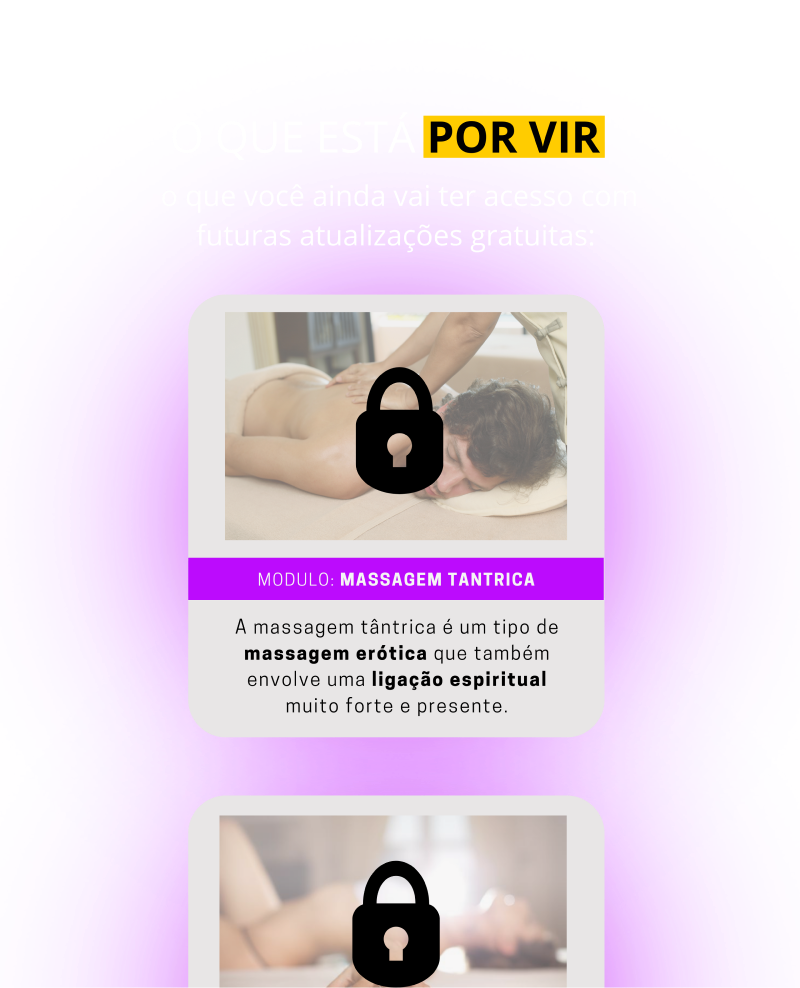 QUE ESTÁ POR VIR
o que você ainda vai ter acesso com
futuras atualizações gratuitas:
MODULO: MASSAGEM TANTRICA
A massagem tântrica é um tipo de
massagem erótica que também
envolve uma ligação espiritual
muito forte e presente.